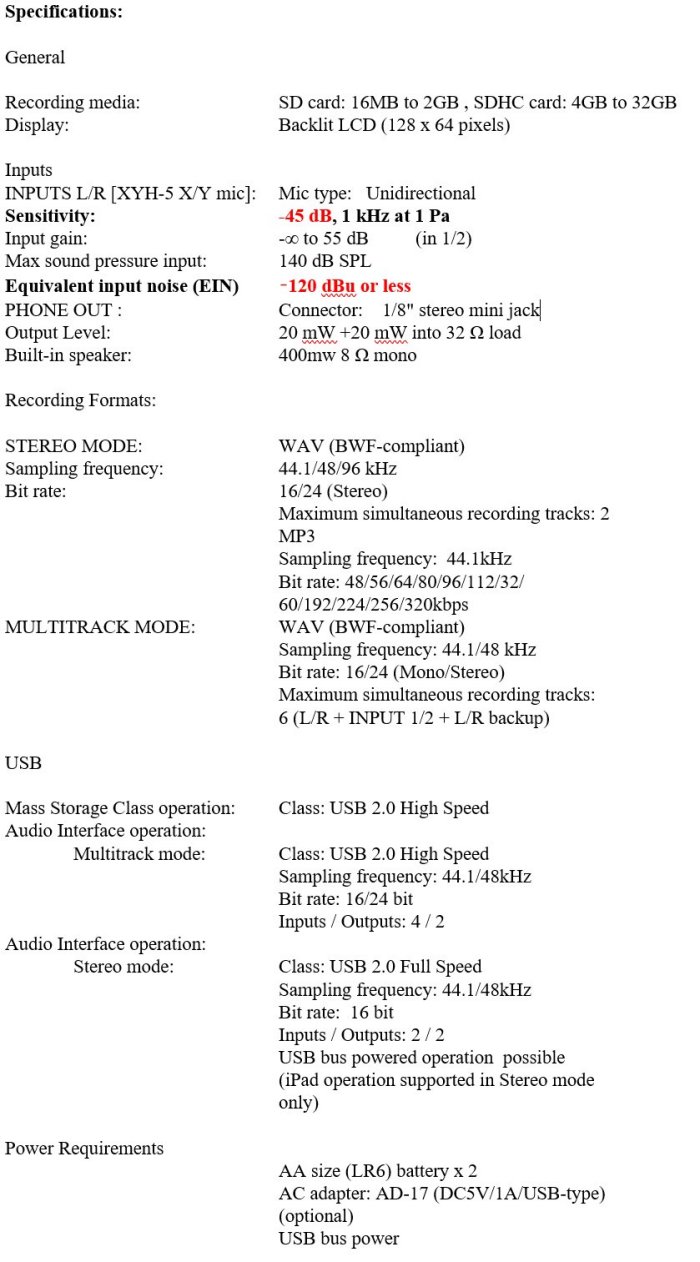 Specifications:
General
Recording media: SD card: 16MB to 2GB , SDHC card: 4GB to 32GB
Display: Backlit LCD (128 x 64 pixels)
Inputs
INPUTS L/R [XYH-5 X/Y mic]: Mic type: Unidirectional
Sensitivity: -45 dB, 1 kHz at 1 Pa
Input gain: -∞ to 55 dB (in 1/2)
Max sound pressure input: 140 dB SPL
Equivalent input noise (EIN) -120 dBu or less
PHONE OUT : Connector: 1/8" stereo mini jack
Output Level: 20 mW +20 mW into 32 Ω load
Built-in speaker: 400mw 8 Ω mono
Recording Formats:
STEREO MODE: WAV (BWF-compliant)
Sampling frequency: 44.1/48/96 kHz
Bit rate: 16/24 (Stereo)
Maximum simultaneous recording tracks: 2
MP3
Sampling frequency: 44.1kHz
Bit rate: 48/56/64/80/96/112/32/
60/192/224/256/320kbps
MULTITRACK MODE: WAV (BWF-compliant)
Sampling frequency: 44.1/48 kHz
Bit rate: 16/24 (Mono/Stereo)
Maximum simultaneous recording tracks:
6 (L/R + INPUT 1/2 + L/R backup)
USB
Mass Storage Class operation: Class: USB 2.0 High Speed
Audio Interface operation:
Multitrack mode: Class: USB 2.0 High Speed
Sampling frequency: 44.1/48kHz
Bit rate: 16/24 bit
Inputs / Outputs: 4 / 2
Audio Interface operation:
Stereo mode: Class: USB 2.0 Full Speed
Sampling frequency: 44.1/48kHz
Bit rate: 16 bit
Inputs / Outputs: 2 / 2
USB bus powered operation possible
(iPad operation supported in Stereo mode
only)
Power Requirements
AA size (LR6) battery x 2
AC adapter: AD-17 (DC5V/1A/USB-type)
(optional)
USB bus power